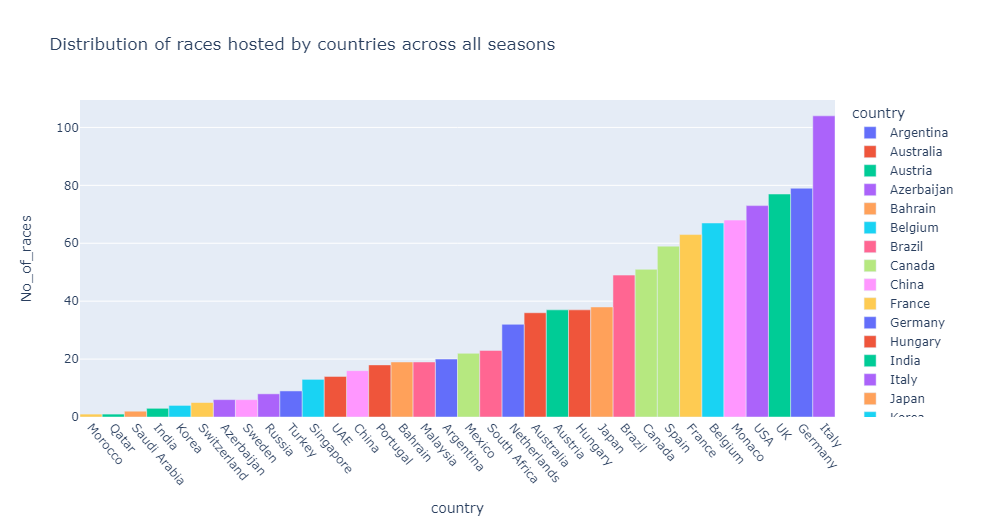 Distribution of races hosted by countries across all seasons
No_of_races
100
80
60
40
20
0
Morocco
Qatar
Saudi Arabia
India
Korea
Switzerland
Azerbaijan
Sweden
Russia
Turkey
Singapore
UAE
China
Portugal
Bahrain
Malaysia
Argentina
Mexico
South Africa
Netherlands
Australia
Austria
Hungary
Japan
Brazil
Canada
Spain
France
Belgium
Monaco
USA
UK
Germany
Italy
country
country
Argentina
Australia
Austria
Azerbaijan
Bahrain
Belgium
Brazil
Canada
China
France
Germany
Hungary
India
Italy
Japan
Korea